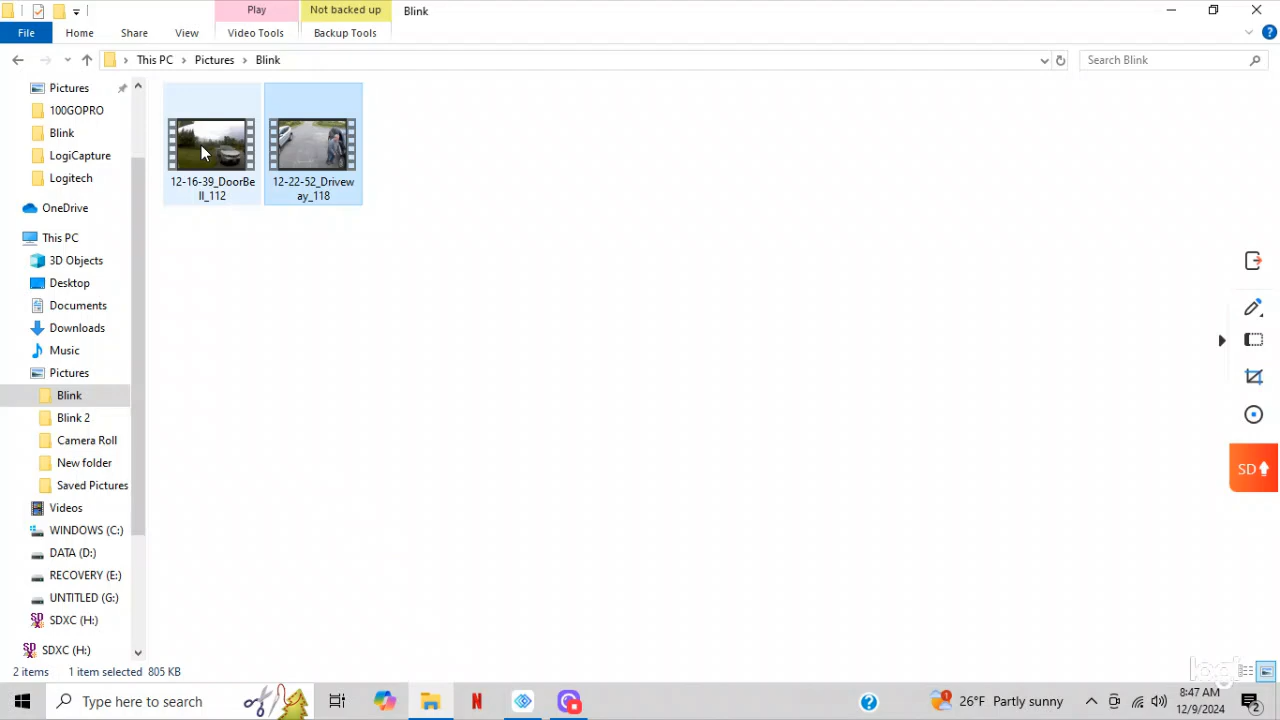 Play
Not backed up
Blink
File
Home
Share
View
Video Tools
Backup Tools
This PC
Pictures
Blink
Search Blink
Pictures
100GOPRO
Blink
LogiCapture
Logitech
OneDrive
This PC
3D Objects
Desktop
Documents
Downloads
Music
Pictures
Blink
Blink 2
Camera Roll
New folder
Saved Pictures
Videos
WINDOWS (C:)
DATA (D:)
RECOVERY (E:)
UNTITLED (G:)
SDXC (H:)
SDXC (H:)
12-16-39_DoorBe
ll_112
12-22-52_Drivew
ay_118
SD
2 items
1 item selected 805 KB
logi
Type here to search
N
26°F Partly sunny
8:47 AM
12/9/2024
2